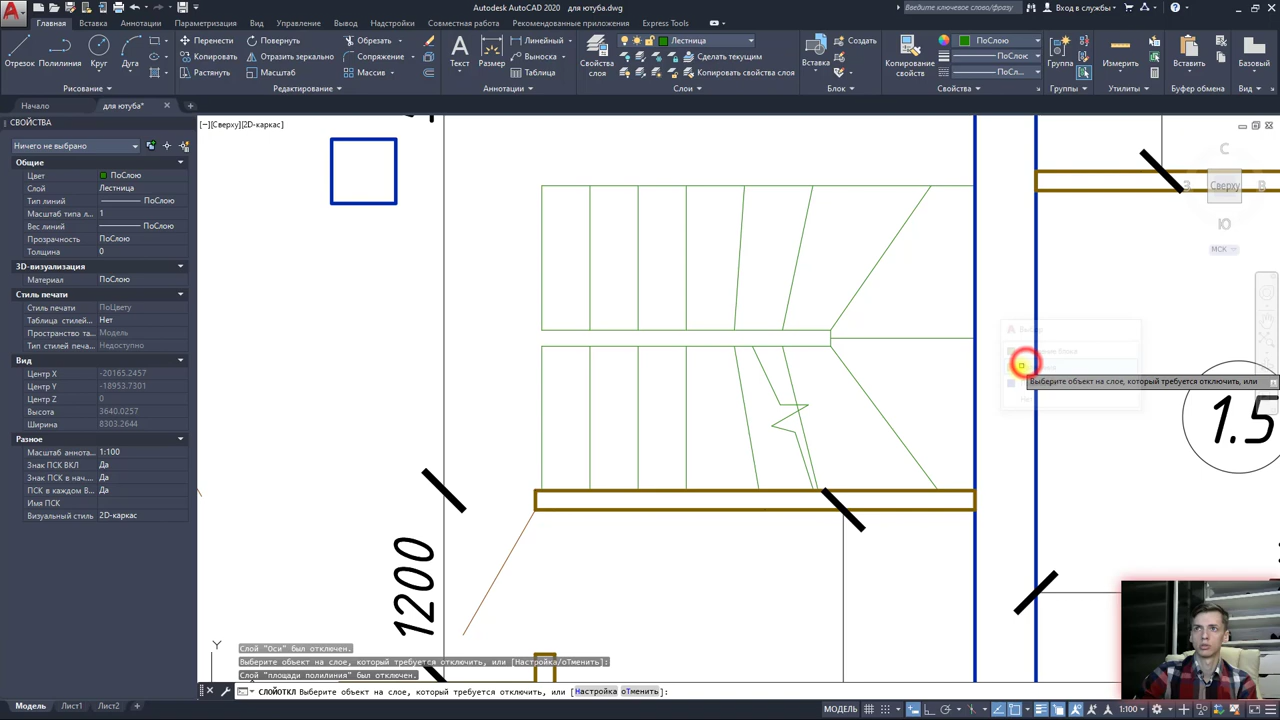 Autodesk AutoCAD 2020 для ютуба.dwg
Введите ключевое слово/фразу
Вход в службы
Главная Вставка Аннотации Параметризация Вид Управление Вывод Надстройки Совместная работа Рекомендованные приложения Express Tools
Отрезок Полилиния Круг Дуга
Перенести Повернуть Обрезать
Копировать Отразить зеркально Сопряжение
Растянуть Масштаб Массив
Текст Размер
Линейный
Выноска
Таблица
Свойства слоя
Лестница
Сделать текущим
Копировать свойства слоя
Вставка
Создать
Копирование свойств
ПоСлою
ПоСлою
ПоСл...
Группа
Измерить
Вставить
Базовый
Рисование Редактирование Аннотации Слои Блок Свойства Группы Утилиты Буфер обмена Вид
Начало для ютуба*
СВОЙСТВА
[−][Сверху][2D-каркас]
Ничего не выбрано
Общие
Цвет ПоСлою
Слой Лестница
Тип линий ПоСлою
Масштаб типа л... 1
Вес линий ПоСлою
Прозрачность ПоСлою
Толщина 0
3D-визуализация
Материал ПоСлою
Стиль печати
Стиль печати ПоЦвету
Таблица стилей... Нет
Пространство та... Модель
Тип стилей печат... Недоступно
Вид
Центр X -20165.2457
Центр Y -18953.7301
Центр Z 0
Высота 3640.0257
Ширина 8303.2644
Разное
Масштаб аннота... 1:100
Знак ПСК ВКЛ Да
Знак ПСК в нач.... Да
ПСК в каждом В... Да
Имя ПСК
Визуальный стиль 2D-каркас
С
З Сверху В
Ю
МСК
Выберите объект на слое, который требуется отключить, или
1.5
1200
Y
Слой "Оси" был отключен.
Выберите объект на слое, который требуется отключить, или [Настройка/оТменить]:
Слой "площади полилиния" был отключен.
СЛОЙОТКЛ Выберите объект на слое, который требуется отключить, или [Настройка оТменить]:
Модель Лист1 Лист2
МОДЕЛЬ
1:100